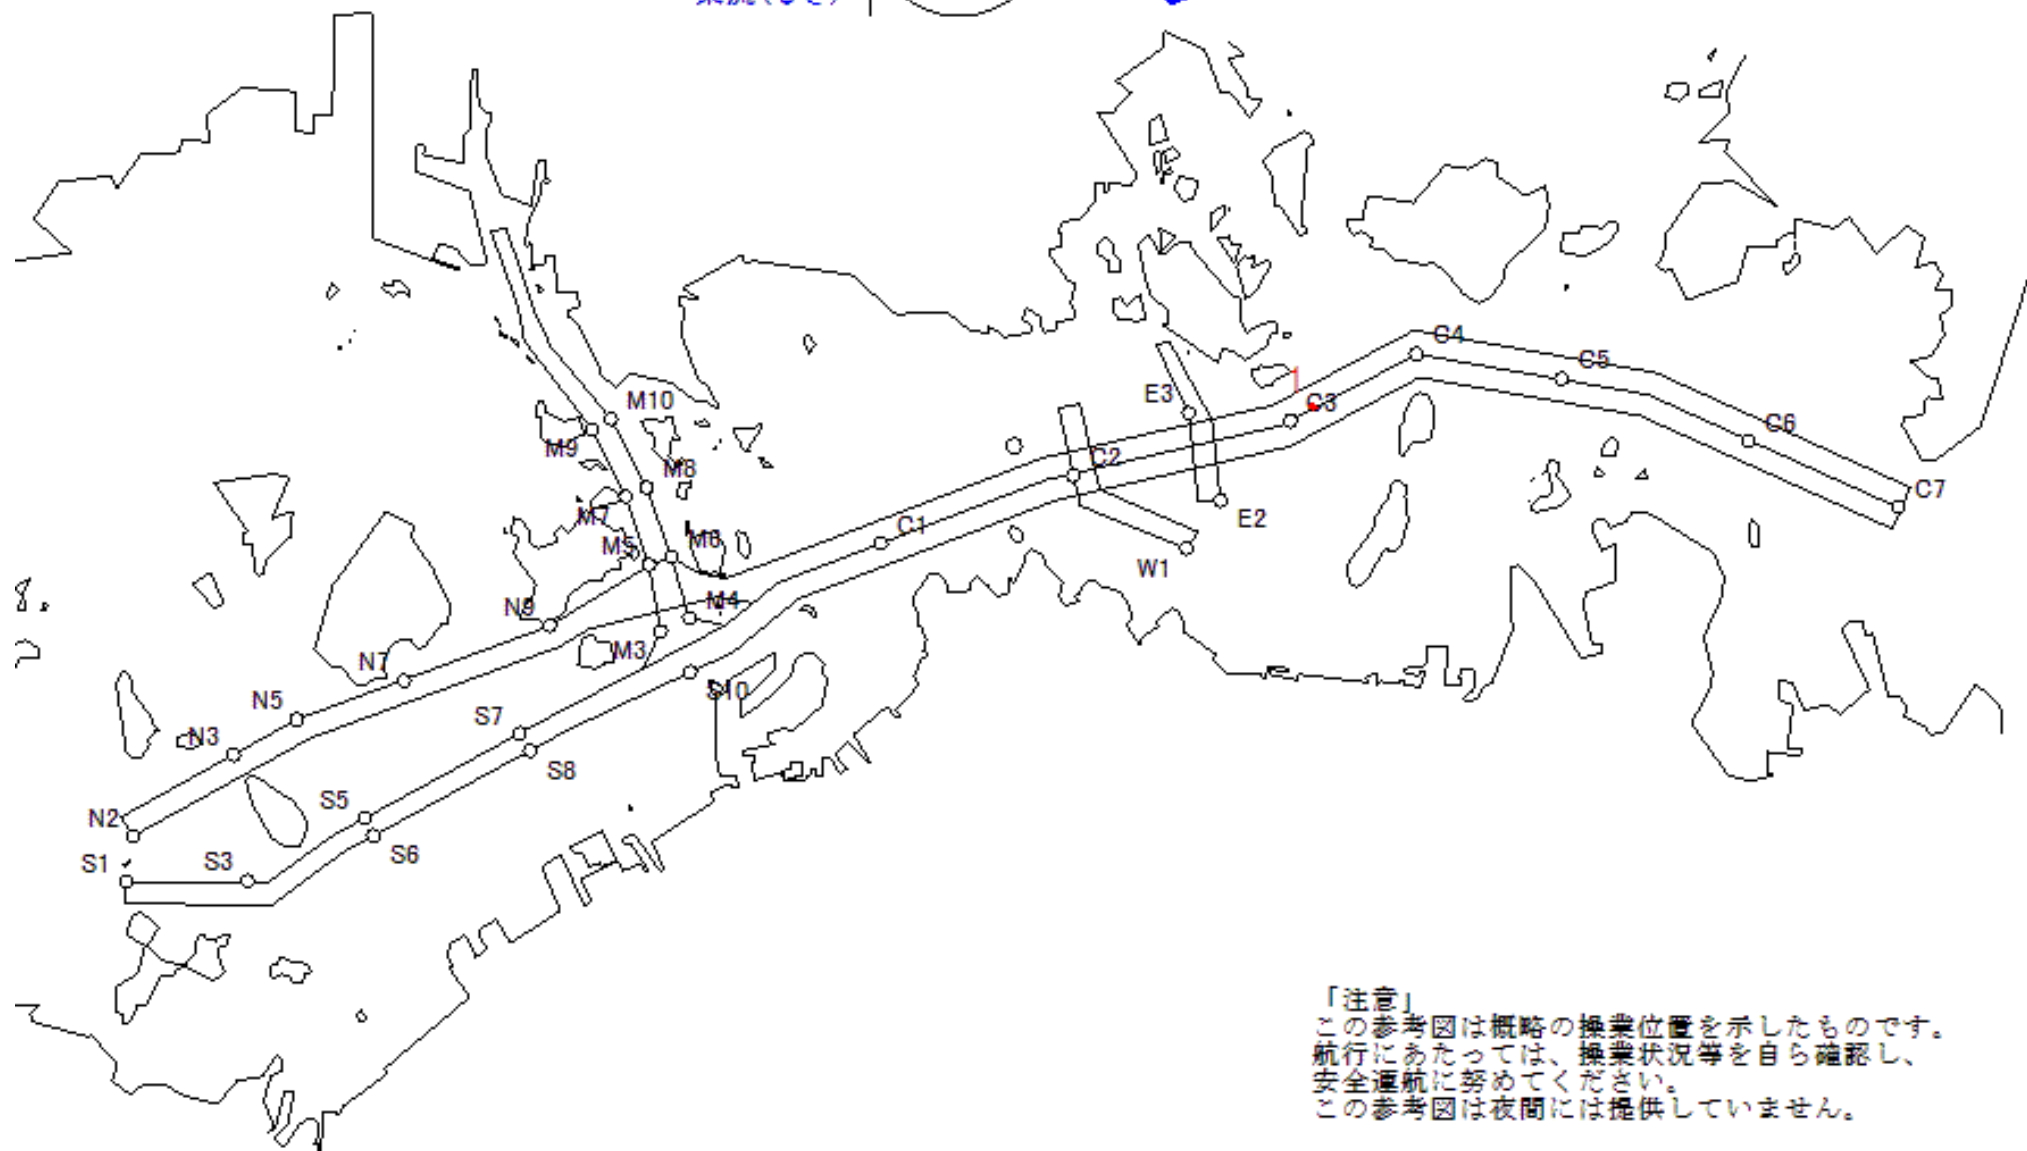 C4
C5
1
E3
C3
M10
C6
M9
C2
M8
C7
M7
E2
C1
M5
M6
W1
N9
M4
M3
N7
S10
N5
S7
N3
S8
S5
N2
S6
S1
S3
「注意」
この参考図は概略の操業位置を示したものです。
航行にあたっては、操業状況等を自ら確認し、
安全運航に努めてください。
この参考図は夜間には提供していません。